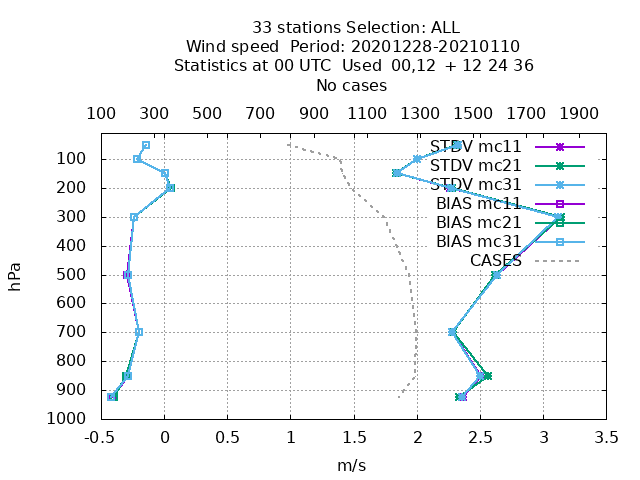 33 stations Selection: ALL
Wind speed  Period: 20201228-20210110
Statistics at 00 UTC  Used  00,12  + 12 24 36
No cases
100 300 500 700 900 1100 1300 1500 1700 1900
STDV mc11
STDV mc21
STDV mc31
BIAS mc11
BIAS mc21
BIAS mc31
CASES
100
200
300
400
500
600
700
800
900
1000
hPa
-0.5 0 0.5 1 1.5 2 2.5 3 3.5
m/s